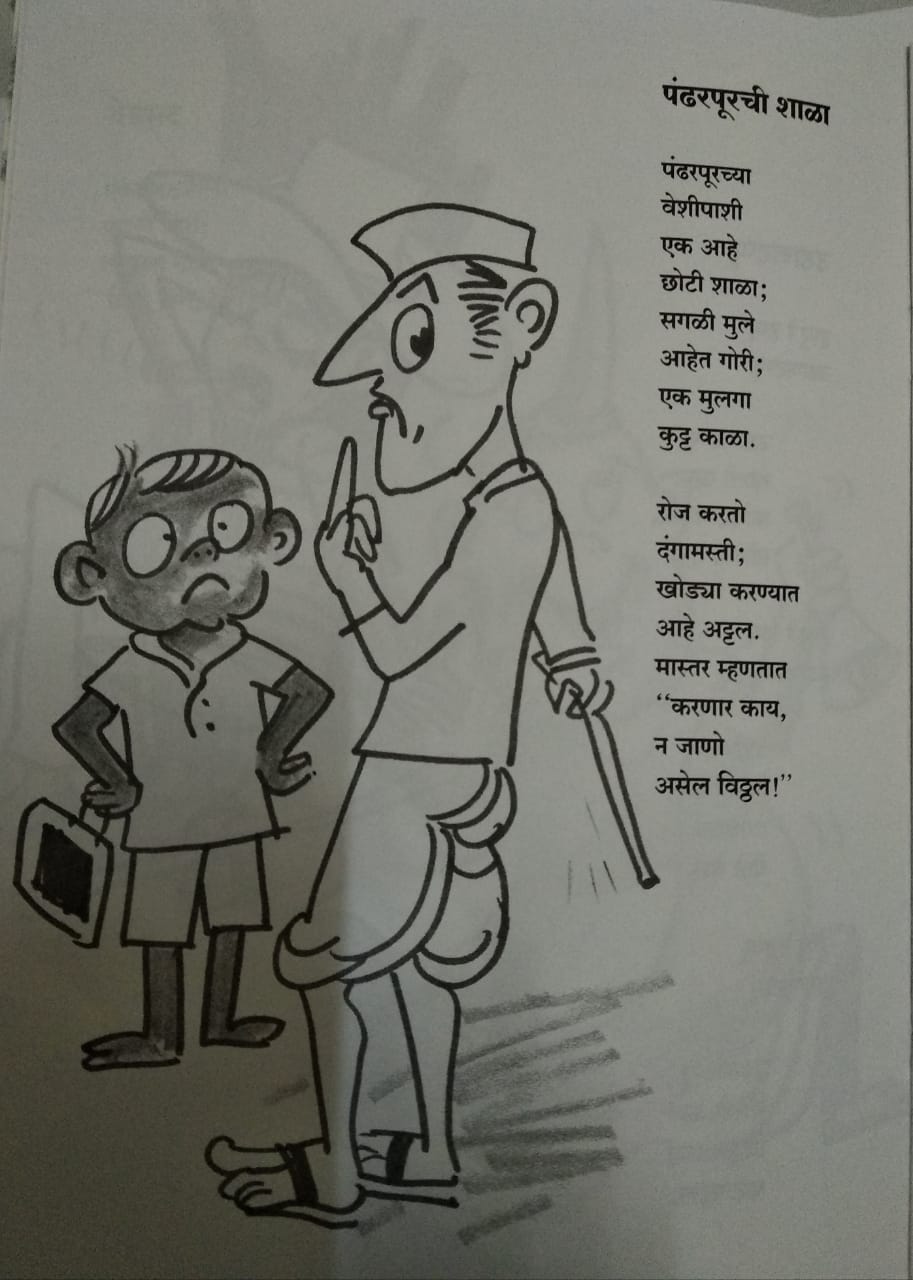 पंढरपूरची शाळा
पंढरपूरच्या
वेशीपाशी
एक आहे
छोटी शाळा;
सगळी मुले
आहेत गोरी;
एक मुलगा
कुट्ट काळा.
रोज करतो
दंगामस्ती;
खोड्या करण्यात
आहे अट्टल.
मास्तर म्हणतात
“करणार काय,
न जाणो
असेल विठ्ठल!”